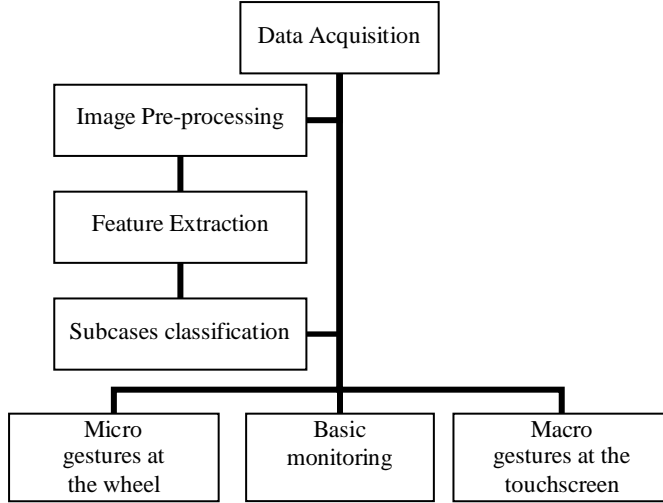 Data Acquisition
Image Pre-processing
Feature Extraction
Subcases classification
Micro
gestures at
the wheel
Basic
monitoring
Macro
gestures at the
touchscreen